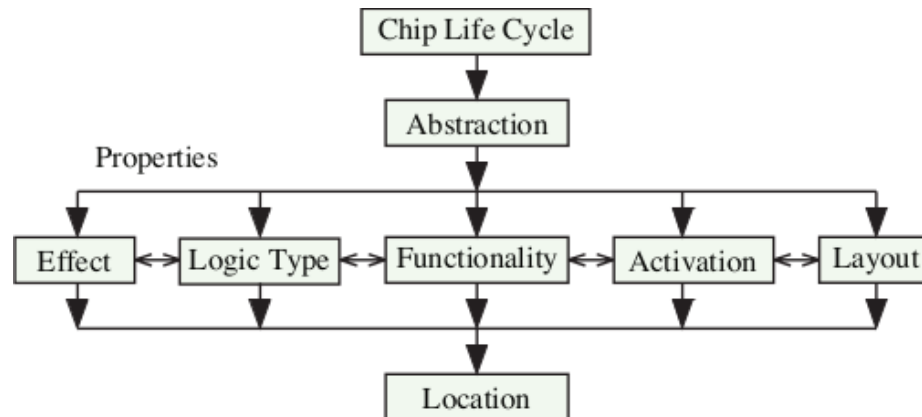 Chip Life Cycle
Abstraction
Properties
Effect
Logic Type
Functionality
Activation
Layout
Location